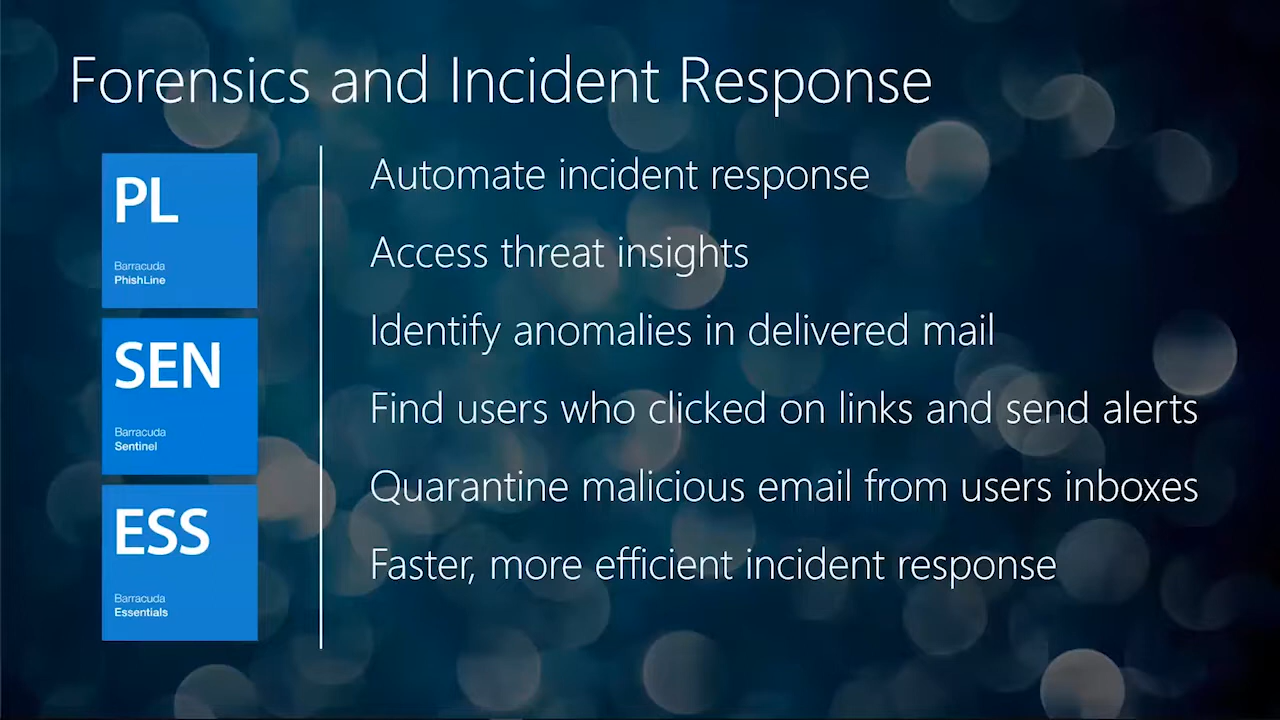 Forensics and Incident Response
PL
Barracuda
PhishLine
SEN
Barracuda
Sentinel
ESS
Barracuda
Essentials
Automate incident response
Access threat insights
Identify anomalies in delivered mail
Find users who clicked on links and send alerts
Quarantine malicious email from users inboxes
Faster, more efficient incident response